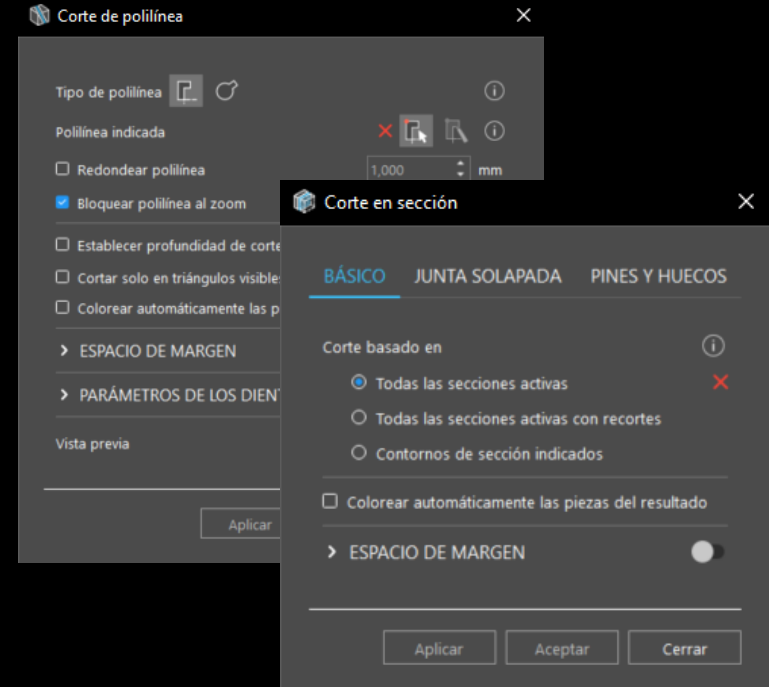 Corte de polilínea
Tipo de polilínea
Polilínea indicada
Redondear polilínea 1,000 mm
Bloquear polilínea al zoom
Establecer profundidad de corte
Cortar solo en triángulos visibles
Colorear automáticamente las p
ESPACIO DE MARGEN
PARÁMETROS DE LOS DIENT
Vista previa
Aplicar
Corte en sección
BÁSICO JUNTA SOLAPADA PINES Y HUECOS
Corte basado en
Todas las secciones activas
Todas las secciones activas con recortes
Contornos de sección indicados
Colorear automáticamente las piezas del resultado
ESPACIO DE MARGEN
Aplicar Aceptar Cerrar